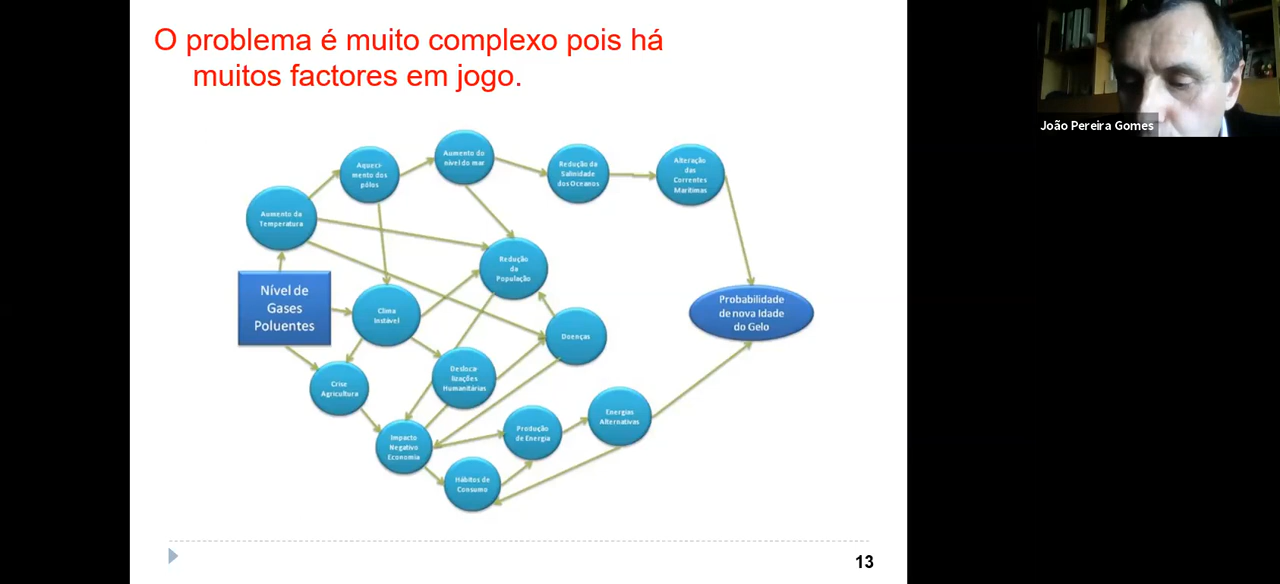 O problema é muito complexo pois há
muitos factores em jogo.
João Pereira Gomes
Aumento do
nível do mar
Aqueci-
mento dos
pólos
Redução da
Salinidade
dos Oceanos
Alteração
das
Correntes
Marítimas
Aumento da
Temperatura
Redução
da
População
Nível de
Gases
Poluentes
Clima
Instável
Probabilidade
de nova Idade
do Gelo
Doenças
Desloca-
lizações
Humanitárias
Crise
Agricultura
Energias
Alternativas
Produção
de Energia
Impacto
Negativo
Economia
Hábitos de
Consumo
13